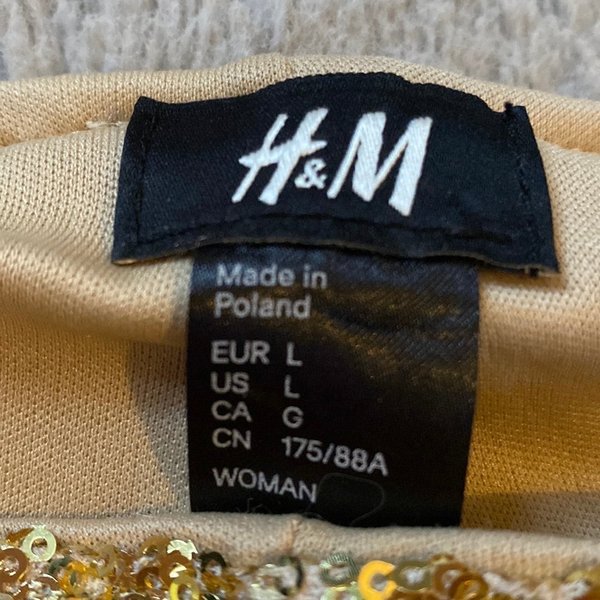 H&M
Made in
Poland
EUR L
US L
CA G
CN 175/88A
WOMAN